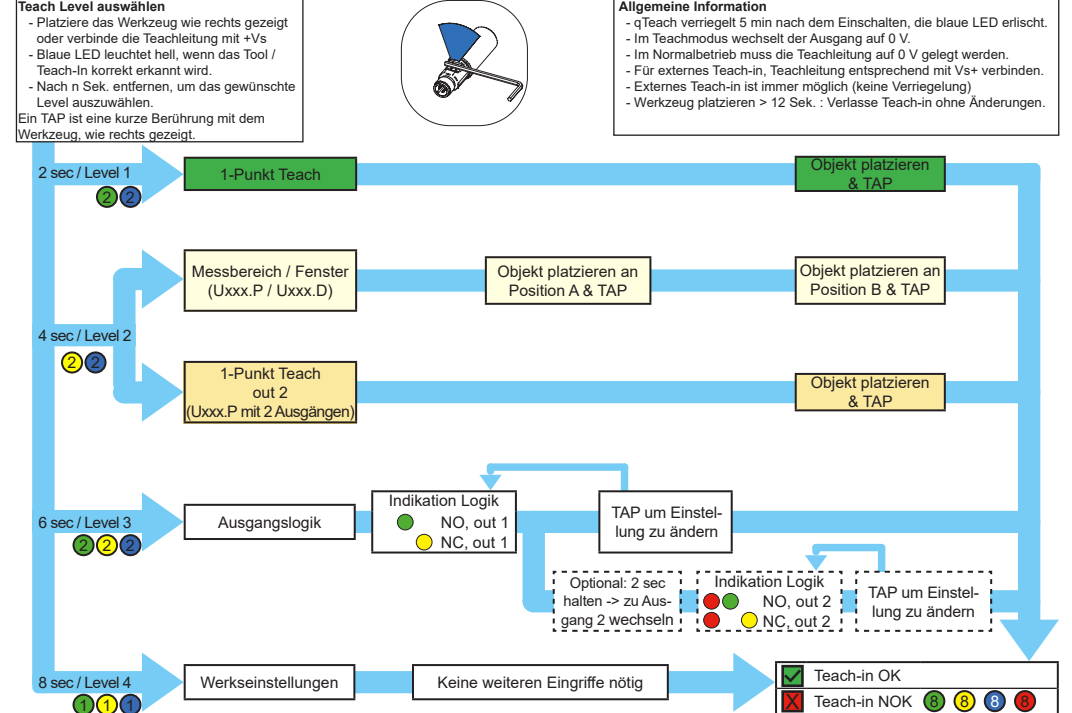 Teach Level auswählen
- Platziere das Werkzeug wie rechts gezeigt
oder verbinde die Teachleitung mit +Vs
- Blaue LED leuchtet hell, wenn das Tool /
Teach-In korrekt erkannt wird.
- Nach n Sek. entfernen, um das gewünschte
Level auszuwählen.
Ein TAP ist eine kurze Berührung mit dem
Werkzeug, wie rechts gezeigt.
Allgemeine Information
- qTeach verriegelt 5 min nach dem Einschalten, die blaue LED erlischt.
- Im Teachmodus wechselt der Ausgang auf 0 V.
- Im Normalbetrieb muss die Teachleitung auf 0 V gelegt werden.
- Für externes Teach-in, Teachleitung entsprechend mit Vs+ verbinden.
- Externes Teach-in ist immer möglich (keine Verriegelung)
- Werkzeug platzieren > 12 Sek. : Verlasse Teach-in ohne Änderungen.
2 sec / Level 1
2 2
1-Punkt Teach
Objekt platzieren
& TAP
4 sec / Level 2
2 2
Messbereich / Fenster
(Uxxx.P / Uxxx.D)
Objekt platzieren an
Position A & TAP
Objekt platzieren an
Position B & TAP
1-Punkt Teach
out 2
(Uxxx.P mit 2 Ausgängen)
Objekt platzieren
& TAP
6 sec / Level 3
2 2 2
Ausgangslogik
Indikation Logik
NO, out 1
NC, out 1
TAP um Einstel-
lung zu ändern
Optional: 2 sec
halten -> zu Aus-
gang 2 wechseln
Indikation Logik
NO, out 2
NC, out 2
TAP um Einstel-
lung zu ändern
8 sec / Level 4
1 1 1
Werkseinstellungen
Keine weiteren Eingriffe nötig
Teach-in OK
Teach-in NOK 8 8 8 8